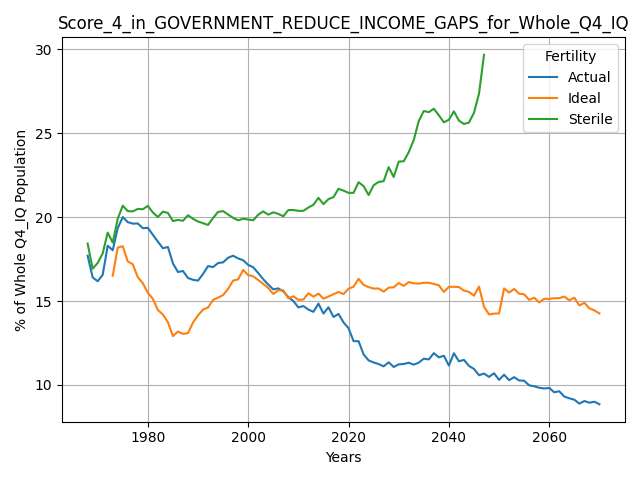 Score_4_in_GOVERNMENT_REDUCE_INCOME_GAPS_for_Whole_Q4_IQ
% of Whole Q4_IQ Population
30
25
20
15
10
Fertility
Actual
Ideal
Sterile
1980
2000
2020
2040
2060
Years